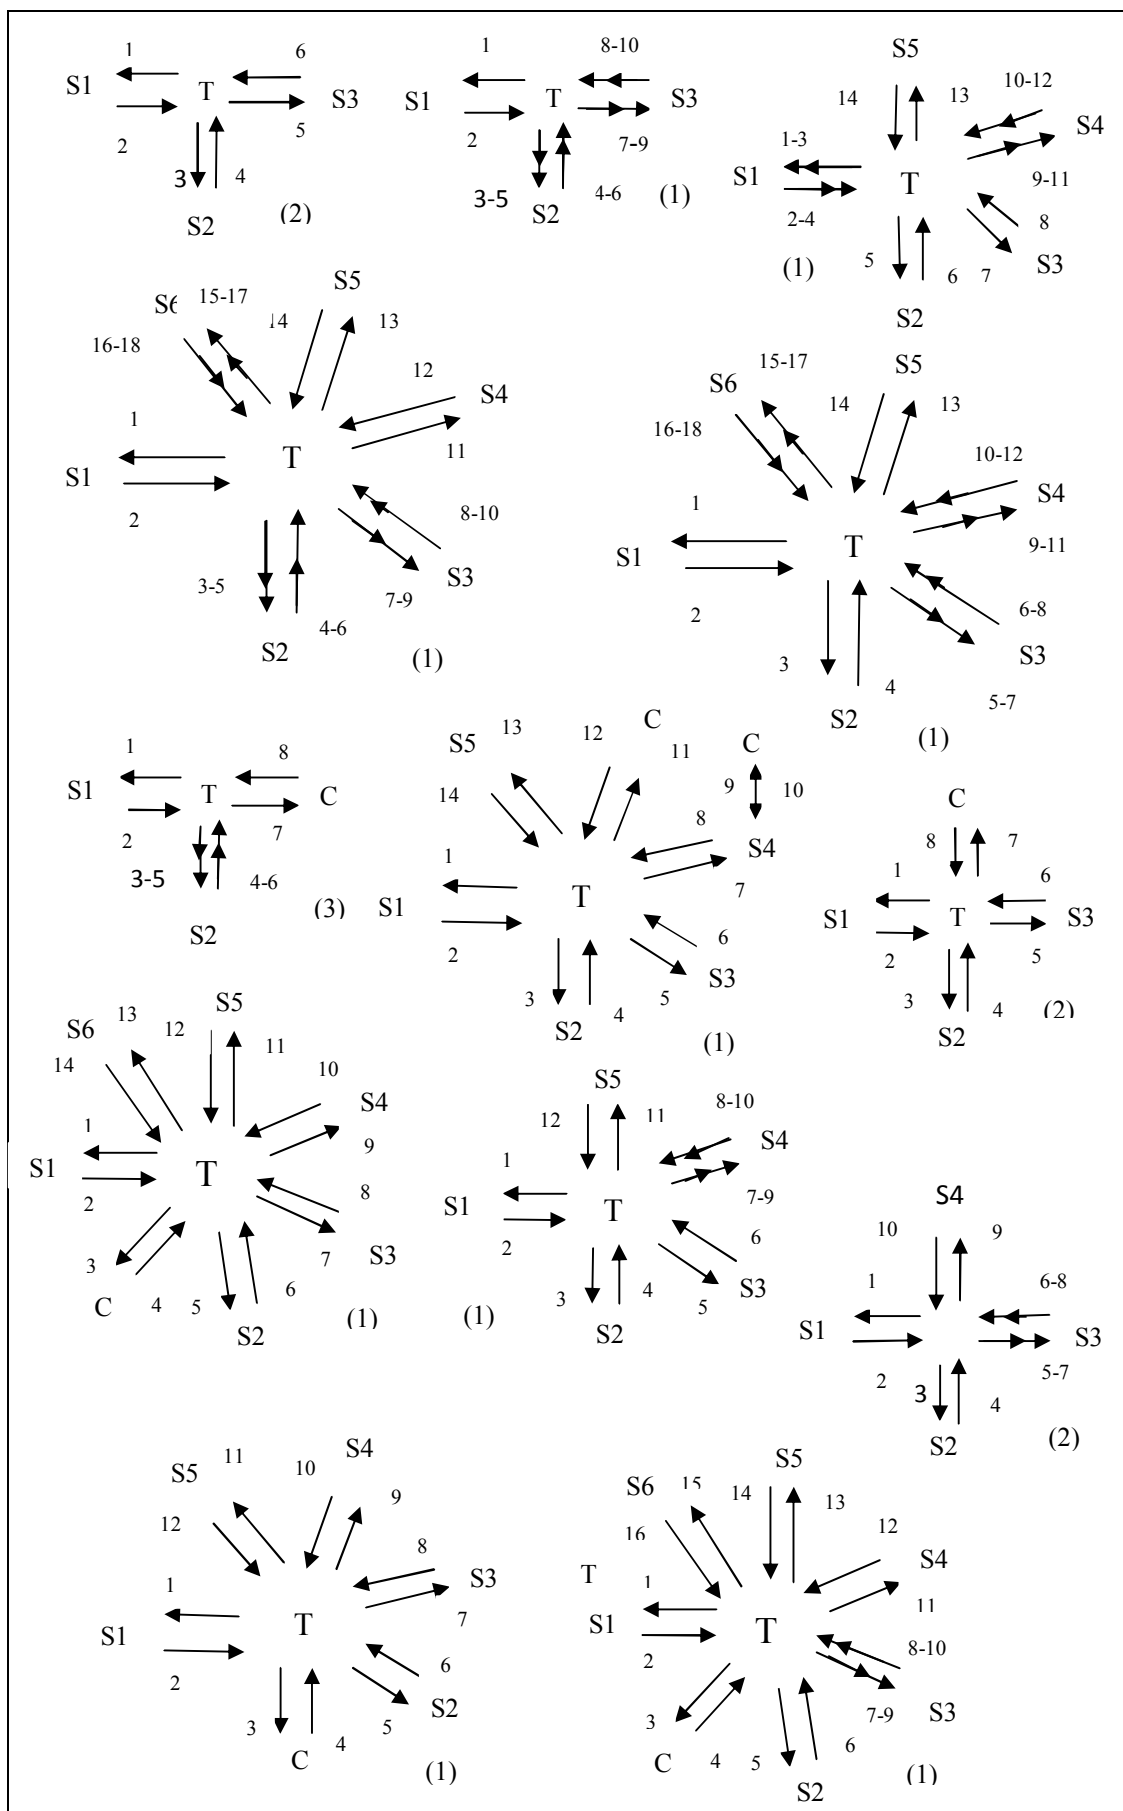 1 6
S1 T S3
2 3 4 5
S2 (2)
1 8-10
S1 T S3
2 7-9
3-5 S2 4-6 (1)
S5
14 13 10-12
S4
1-3
S1 T 9-11
2-4 8
(1) 5 6 7 S3
S2
S6 15-17 S5
14 13
16-18 12
1 S4
S1 T 11
2 8-10
3-5 7-9 S3
S2 4-6 (1)
15-17 S5
S6 14 13
16-18 10-12
1 S4
S1 T 9-11
2 6-8
3 4 S3
S2 5-7
(1)
1 8
S1 T C
2 7
3-5 4-6
S2 (3)
13 12 C 11 C
S5 9 10
14 8
1 S4
S1 T 7
2 6
3 4 5 S3
S2 (1)
C
8 7
1 6
S1 T S3
2 5
3 4
S2 (2)
13 12 S5
S6 11
14 10
1 S4
S1 T 9
2 8
3 7 S3
C 4 5 6
S2 (1)
S5
12 11 8-10
1 S4
S1 T 7-9
2 6
3 4 5 S3
(1) S2
S4
10 9
1 6-8
S1 S3
2 3 4 5-7
S2 (2)
11 10 S4
S5 9
12 8
1 S3
S1 T 7
2 6
3 4 5 S2
C (1)
S5
S6 15 14 13
16 12
T 1 S4
S1 T 11
2 8-10
3 7-9 S3
C 4 5 6
S2 (1)